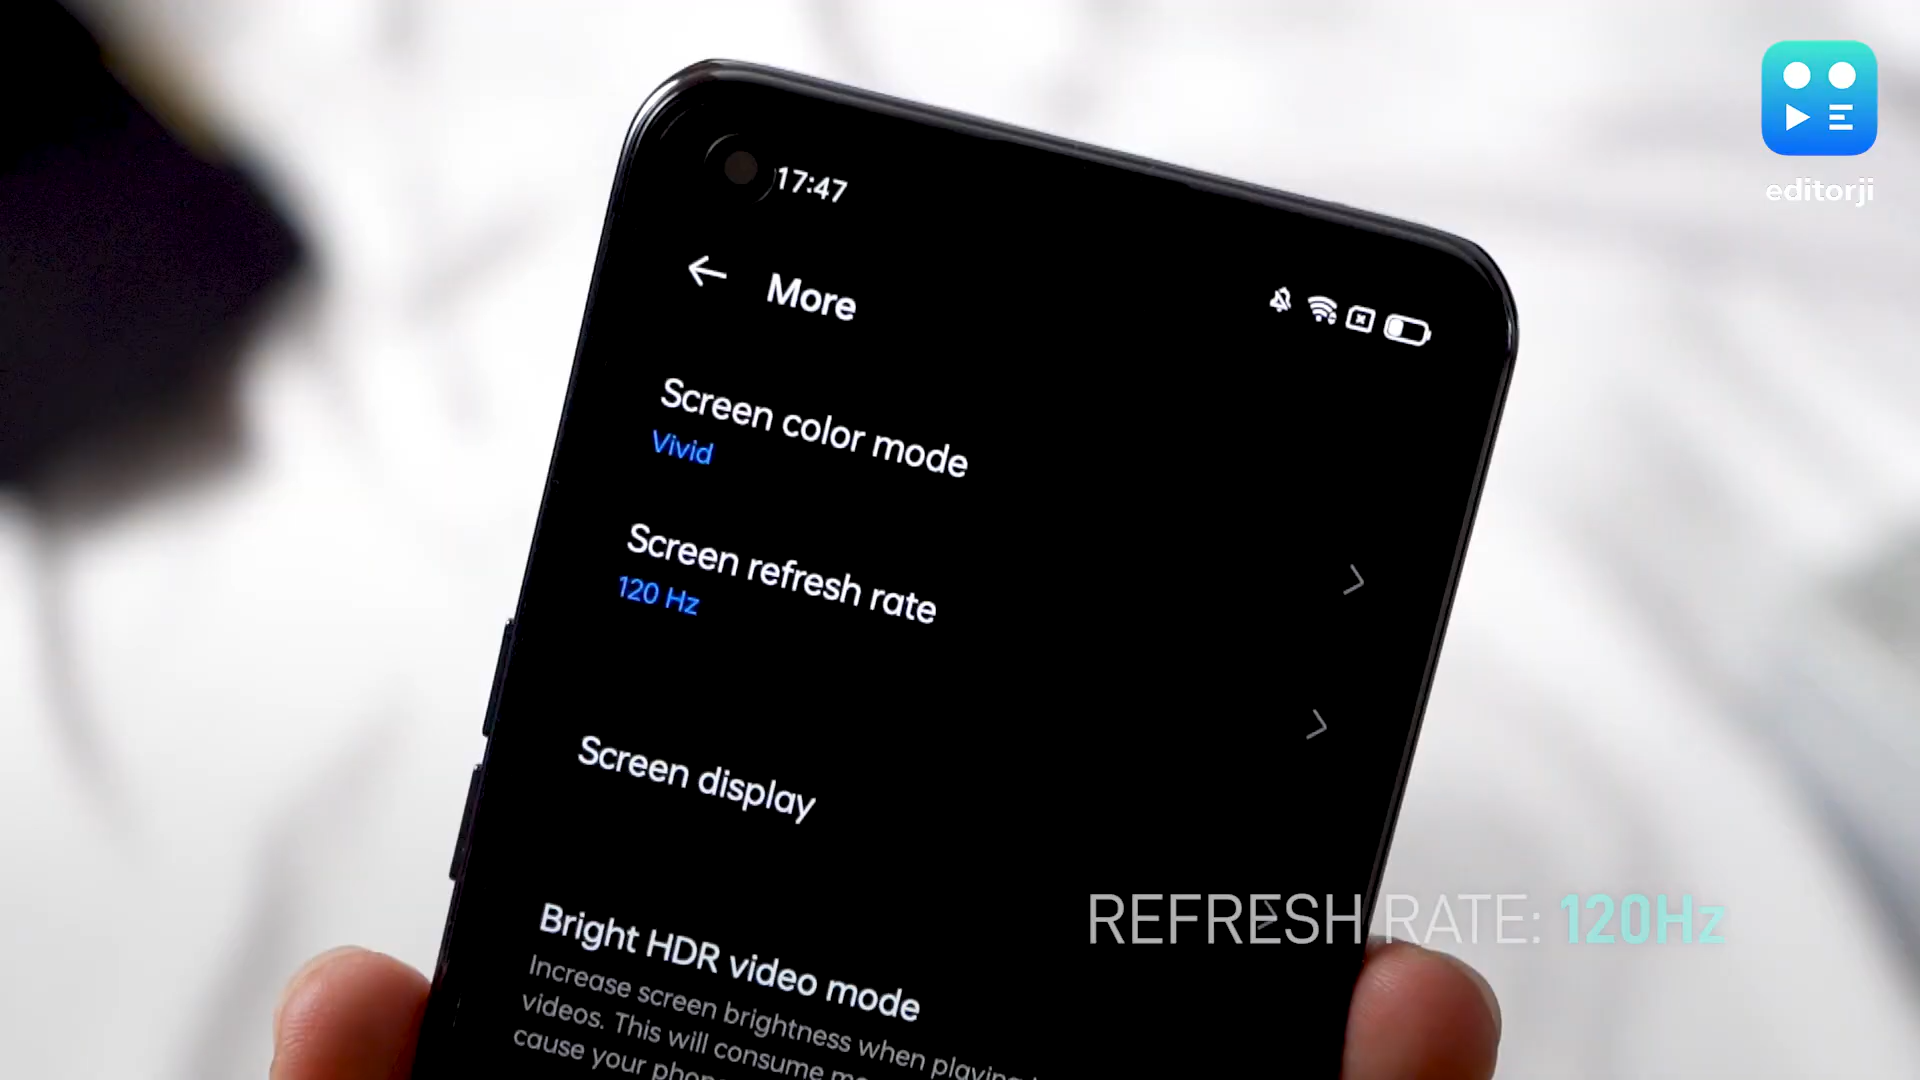 editorji
17:47
More
Screen color mode
Vivid
Screen refresh rate
120 Hz
Screen display
REFRESH RATE: 120Hz
Bright HDR video mode
Increase screen brightness when playing
videos. This will consume
cause your